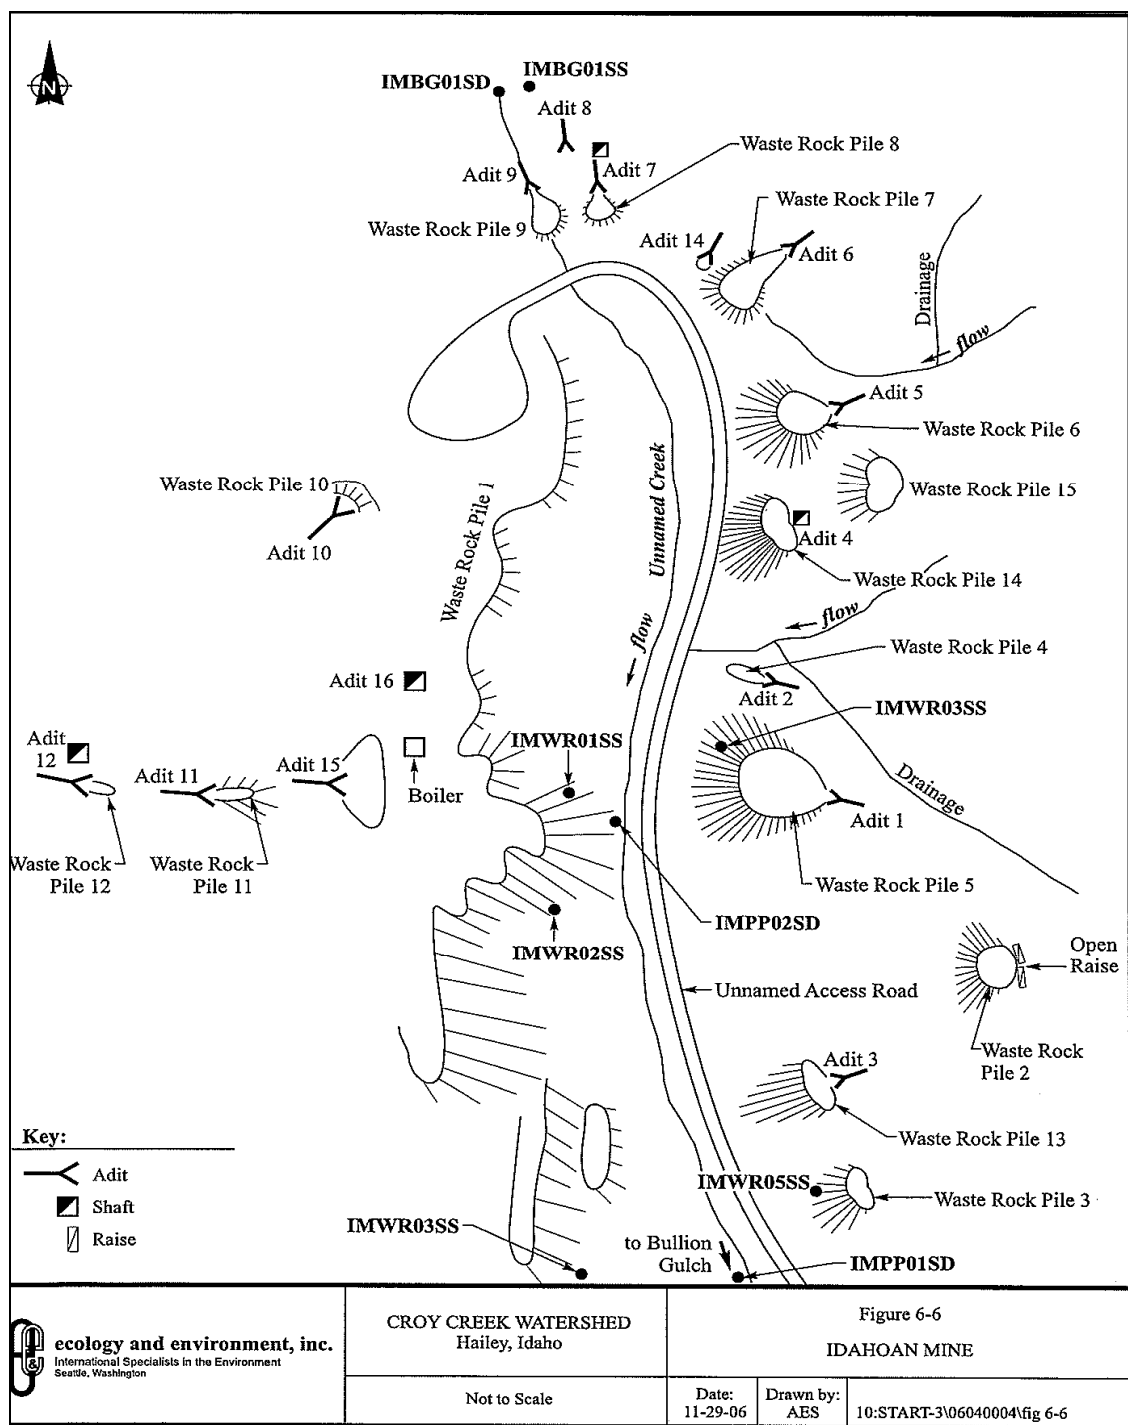 N
IMBG01SD
IMBG01SS
Adit 8
Waste Rock Pile 8
Adit 9
Adit 7
Waste Rock Pile 7
Waste Rock Pile 9
Adit 14
Adit 6
Drainage
flow
Adit 5
Waste Rock Pile 6
Waste Rock Pile 10
Waste Rock Pile 15
Adit 10
Waste Rock Pile 1
Unnamed Creek
Adit 4
Waste Rock Pile 14
flow
flow
Waste Rock Pile 4
Adit 16
Adit 2
IMWR03SS
Adit
12
IMWR01SS
Adit 11
Adit 15
Boiler
Drainage
Adit 1
Waste Rock
Pile 12
Waste Rock
Pile 11
Waste Rock Pile 5
IMPP02SD
IMWR02SS
Open
Raise
Unnamed Access Road
Waste Rock
Pile 2
Adit 3
Waste Rock Pile 13
Key:
Adit
Shaft
Raise
IMWR05SS
Waste Rock Pile 3
IMWR03SS
to Bullion
Gulch
IMPP01SD
ecology and environment, inc.
International Specialists in the Environment
Seattle, Washington
CROY CREEK WATERSHED
Hailey, Idaho
Not to Scale
Figure 6-6
IDAHOAN MINE
Date:
11-29-06
Drawn by:
AES
10:START-3\06040004\fig 6-6